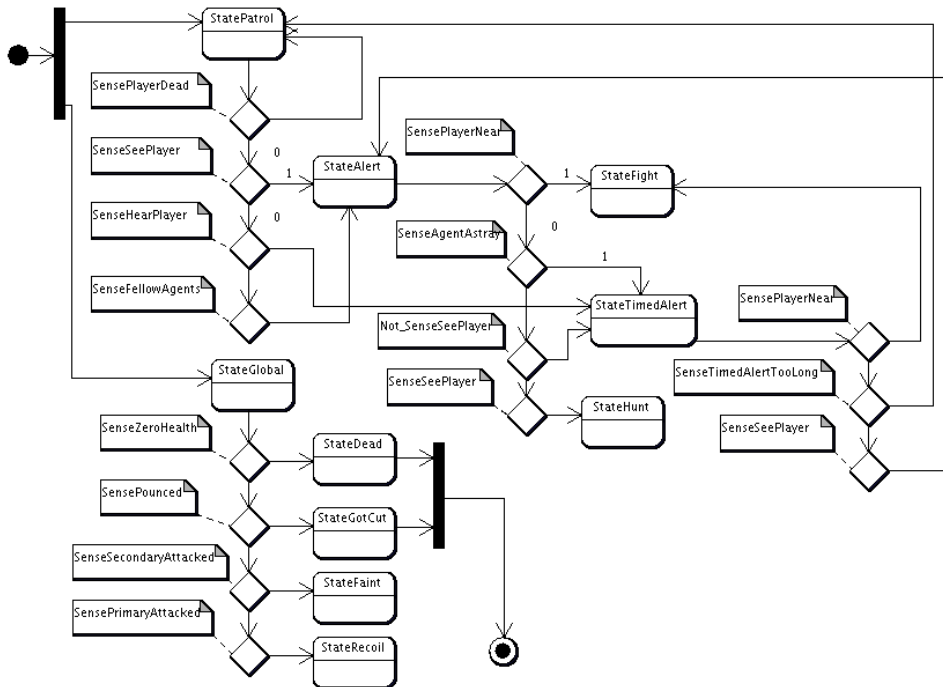 StatePatrol
SensePlayerDead
0
SenseSeePlayer
1
StateAlert
SensePlayerNear
1
StateFight
SenseHearPlayer
0
SenseAgentAstray
0
1
SenseFellowAgents
StateTimedAlert
SensePlayerNear
Not_SenseSeePlayer
StateGlobal
SenseSeePlayer
SenseTimedAlertTooLong
StateHunt
SenseSeePlayer
SenseZeroHealth
StateDead
SensePounced
StateGotCut
SenseSecondaryAttacked
StateFaint
SensePrimaryAttacked
StateRecoil